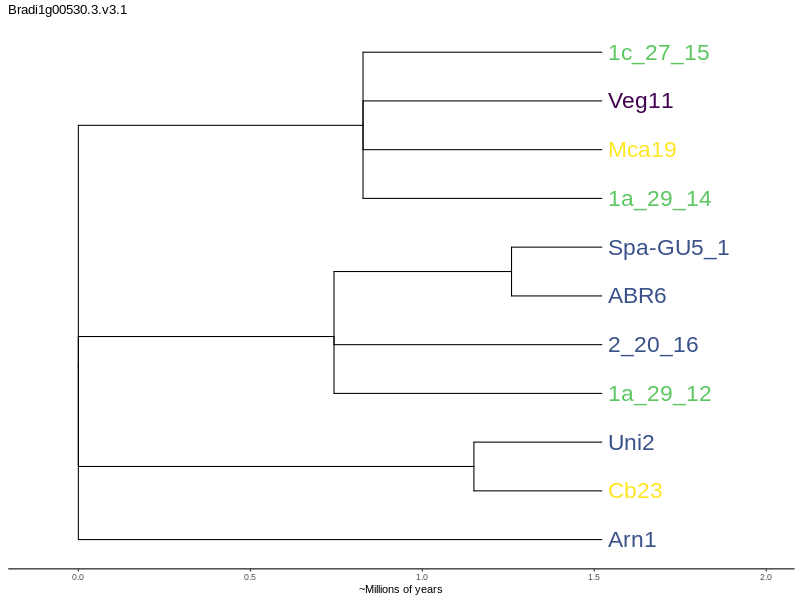 Bradi1g00530.3.v3.1
1c_27_15
Veg11
Mca19
1a_29_14
Spa-GU5_1
ABR6
2_20_16
1a_29_12
Uni2
Cb23
Arn1
0.0 0.5 1.0 1.5 2.0
~Millions of years